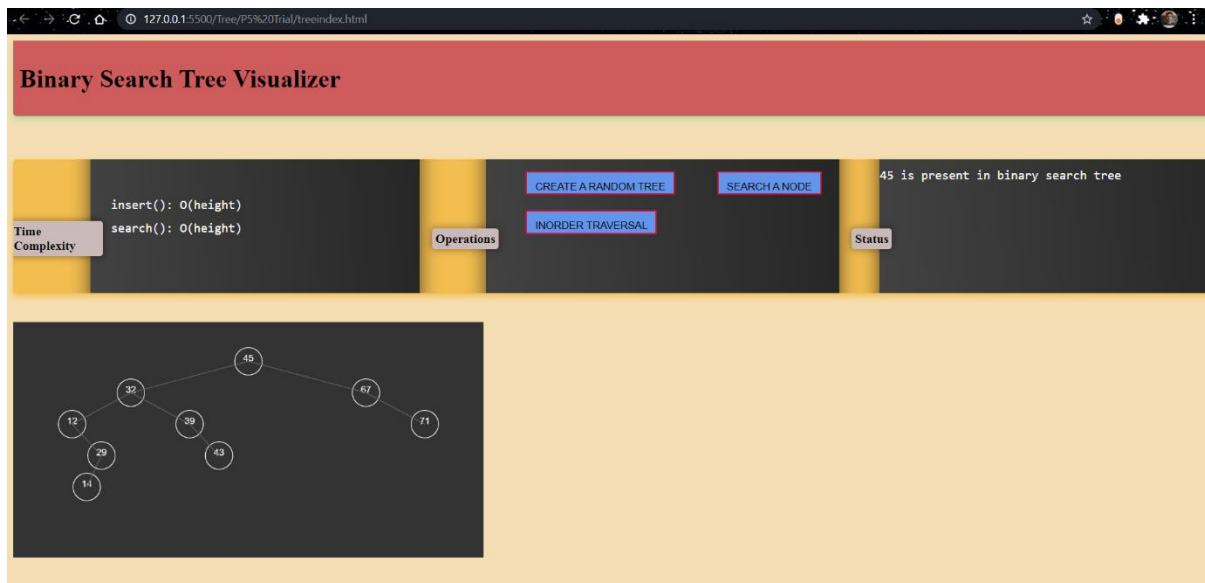 127.0.0.1:5500/Tree/P5%20Trial/treeindex.html
Binary Search Tree Visualizer
Time
Complexity
insert(): O(height)
search(): O(height)
Operations
CREATE A RANDOM TREE
SEARCH A NODE
INORDER TRAVERSAL
Status
45 is present in binary search tree
45
32
67
12
39
71
29
43
14